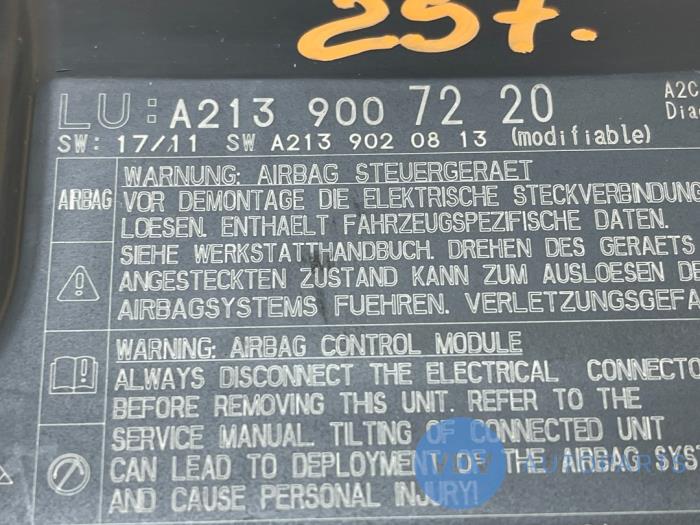 257.
LU: A213 900 72 20 A2C
SW: 17/11 SW A213 902 08 13 (modifiable) Dia
WARNUNG: AIRBAG STEUERGERAET
AIRBAG VOR DEMONTAGE DIE ELEKTRISCHE STECKVERBINDUNG
LOESEN. ENTHAELT FAHRZEUGSPEZIFISCHE DATEN.
SIEHE WERKSTATTHANDBUCH. DREHEN DES GERAETS
ANGESTECKTEN ZUSTAND KANN ZUM AUSLOESEN DE
AIRBAGSYSTEMS FUEHREN. VERLETZUNGSGEFA
WARNING: AIRBAG CONTROL MODULE
ALWAYS DISCONNECT THE ELECTRICAL CONNECTO
BEFORE REMOVING THIS UNIT. REFER TO THE
SERVICE MANUAL. TILTING OF CONNECTED UNIT
CAN LEAD TO DEPLOYMENT OF THE AIRBAG SYS
AND CAUSE PERSONAL INJURY!
VDV AUTOPARTS